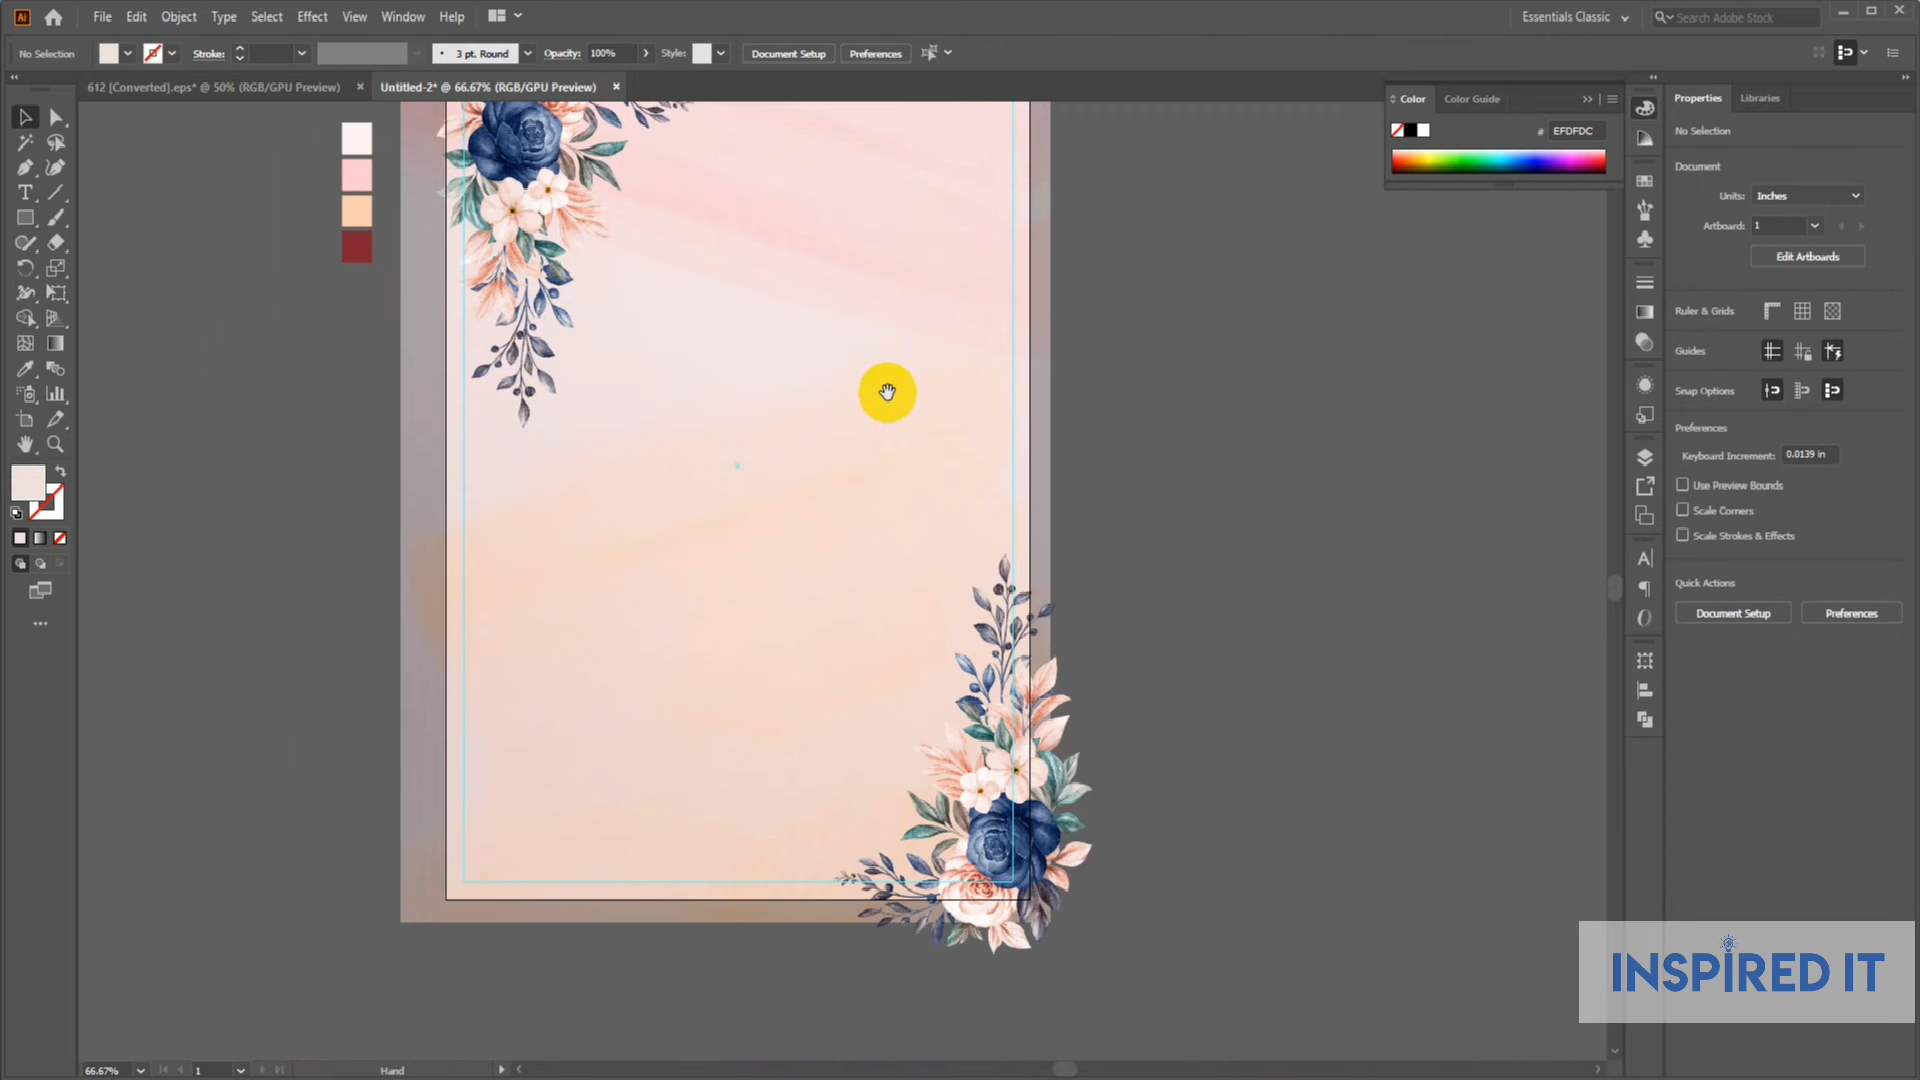 Ai File Edit Object Type Select Effect View Window Help Essentials Classic Search Adobe Stock
No Selection Stroke: 3 pt. Round Opacity: 100% Style: Document Setup Preferences
612 [Converted].eps* @ 50% (RGB/GPU Preview) × Untitled-2* @ 66.67% (RGB/GPU Preview) ×
Color Color Guide
# EFDFDC
Properties Libraries
No Selection
Document
Units: Inches
Artboard: 1
Edit Artboards
Ruler & Grids
Guides
Snap Options
Preferences
Keyboard Increment: 0.0139 in
Use Preview Bounds
Scale Corners
Scale Strokes & Effects
Quick Actions
Document Setup Preferences
INSPIRED IT
66.67% 1 Hand